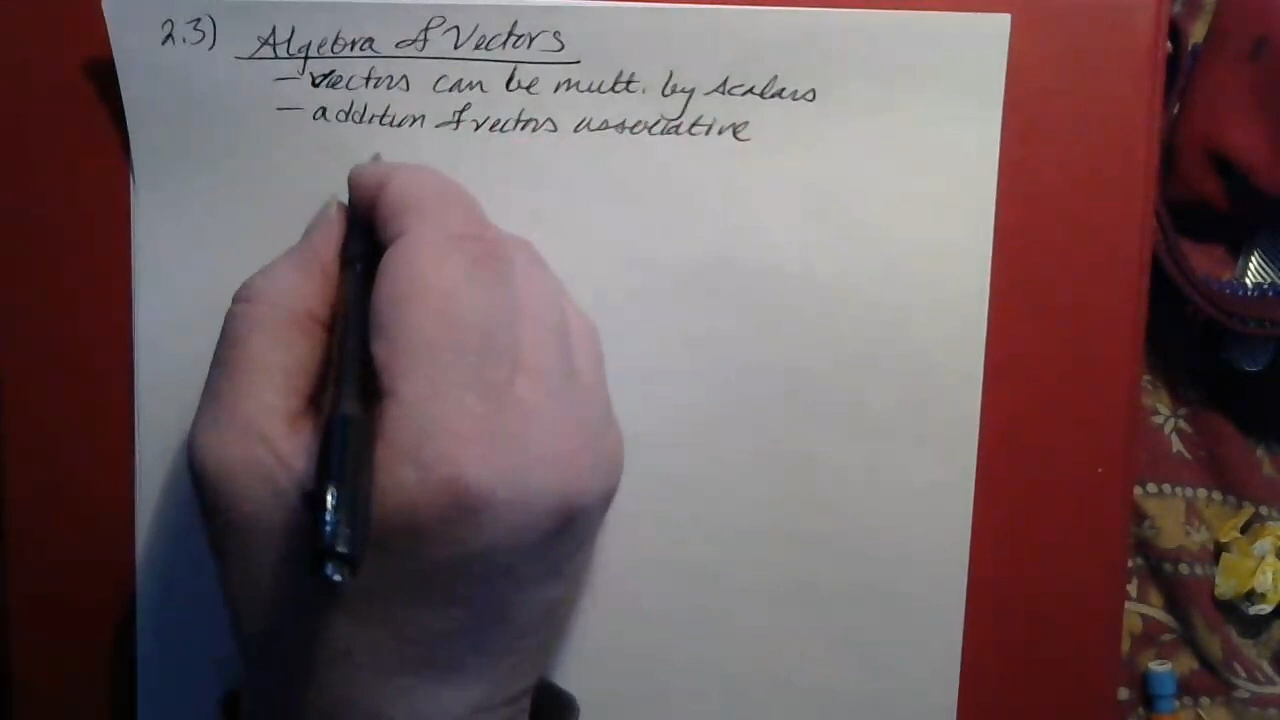 2.3) Algebra of Vectors
- vectors can be mult. by scalars
- addition of vectors associative